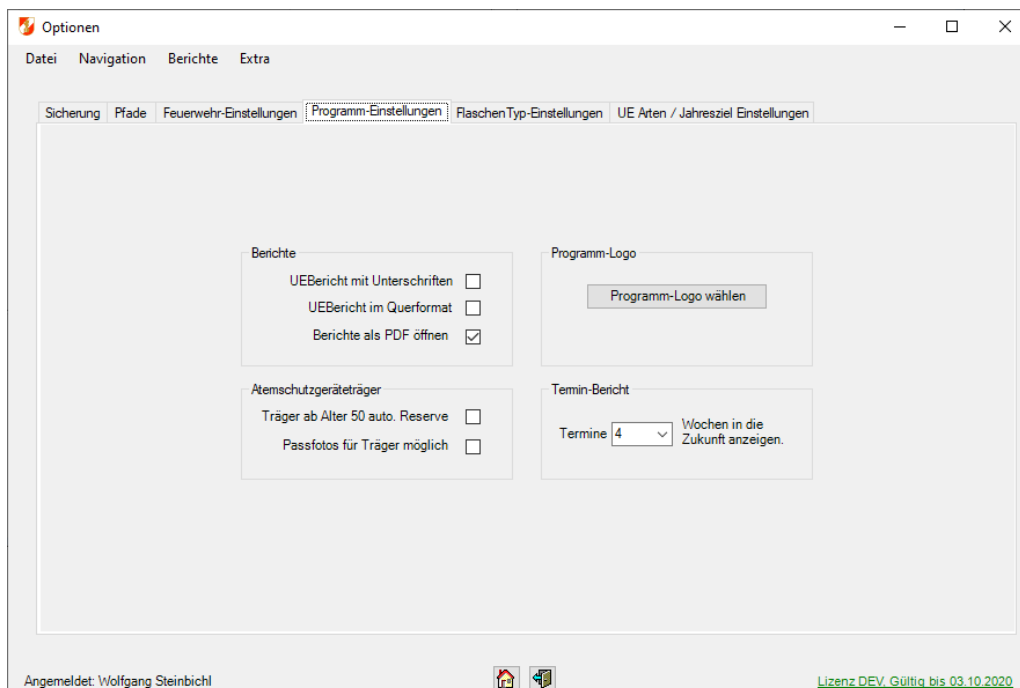 Optionen
Datei Navigation Berichte Extra
Sicherung Pfade Feuerwehr-Einstellungen Programm-Einstellungen FlaschenTyp-Einstellungen UE Arten / Jahresziel Einstellungen
Berichte
UEBericht mit Unterschriften
UEBericht im Querformat
Berichte als PDF öffnen
Programm-Logo
Programm-Logo wählen
Atemschutzgeräteträger
Träger ab Alter 50 auto. Reserve
Passfotos für Träger möglich
Termin-Bericht
Termine 4 Wochen in die
Zukunft anzeigen.
Angemeldet: Wolfgang Steinbichl
Lizenz DEV, Gültig bis 03.10.2020